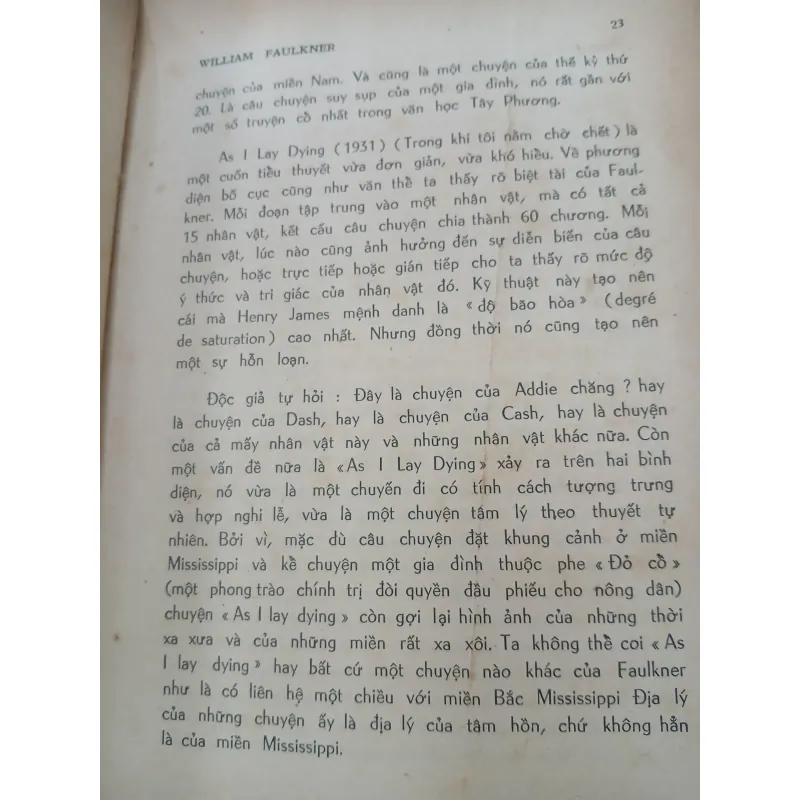 23
WILLIAM FAULKNER
chuyện của miền Nam. Và cũng là một chuyện của thế kỷ thứ
20. Là câu chuyện suy sụp của một gia đình, nó rất gần với
một số truyện cổ nhất trong văn học Tây Phương.
As I Lay Dying (1931) (Trong khi tôi nằm chờ chết) là
một cuốn tiểu thuyết vừa đơn giản, vừa khó hiểu. Về phương
diện bố cục cũng như văn thể ta thấy rõ biệt tài của Faul-
kner. Mỗi đoạn tập trung vào một nhân vật, mà có tất cả
15 nhân vật, kết cấu câu chuyện chia thành 60 chương. Mỗi
nhân vật, lúc nào cũng ảnh hưởng đến sự diễn biến của câu
chuyện, hoặc trực tiếp hoặc gián tiếp cho ta thấy rõ mức độ
ý thức và tri giác của nhân vật đó. Kỹ thuật này tạo nên
cái mà Henry James mệnh danh là «độ bão hòa» (degré
de saturation) cao nhất. Nhưng đồng thời nó cũng tạo nên
một sự hỗn loạn.
Độc giả tự hỏi : Đây là chuyện của Addie chăng ? hay
là chuyện của Dash, hay là chuyện của Cash, hay là chuyện
của cả mấy nhân vật này và những nhân vật khác nữa. Còn
một vấn đề nữa là «As I Lay Dying» xảy ra trên hai bình
diện, nó vừa là một chuyến đi có tính cách tượng trưng
và hợp nghi lễ, vừa là một chuyện tâm lý theo thuyết tự
nhiên. Bởi vì, mặc dù câu chuyện đặt khung cảnh ở miền
Mississippi và kể chuyện một gia đình thuộc phe «Đỏ cổ»
(một phong trào chính trị đòi quyền đầu phiếu cho nông dân)
chuyện «As I lay dying» còn gợi lại hình ảnh của những thời
xa xưa và của những miền rất xa xôi. Ta không thể coi «As
I lay dying» hay bất cứ một chuyện nào khác của Faulkner
như là có liên hệ một chiều với miền Bắc Mississippi Địa lý
của những chuyện ấy là địa lý của tâm hồn, chứ không hẳn
là của miền Mississippi.